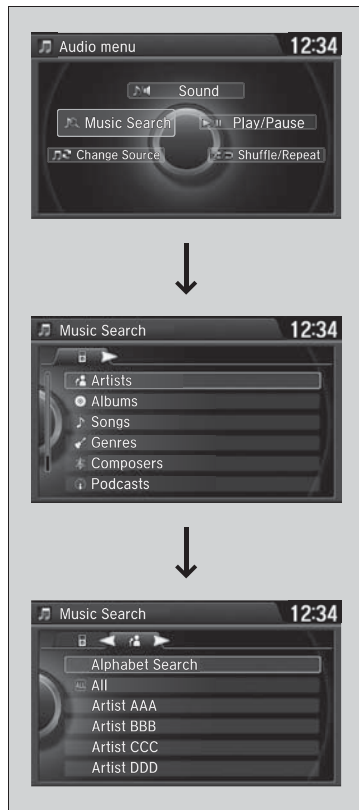 Audio menu 12:34
Sound
Music Search Play/Pause
Change Source Shuffle/Repeat
Music Search 12:34
Artists
Albums
Songs
Genres
Composers
Podcasts
Music Search 12:34
Alphabet Search
ALL All
Artist AAA
Artist BBB
Artist CCC
Artist DDD